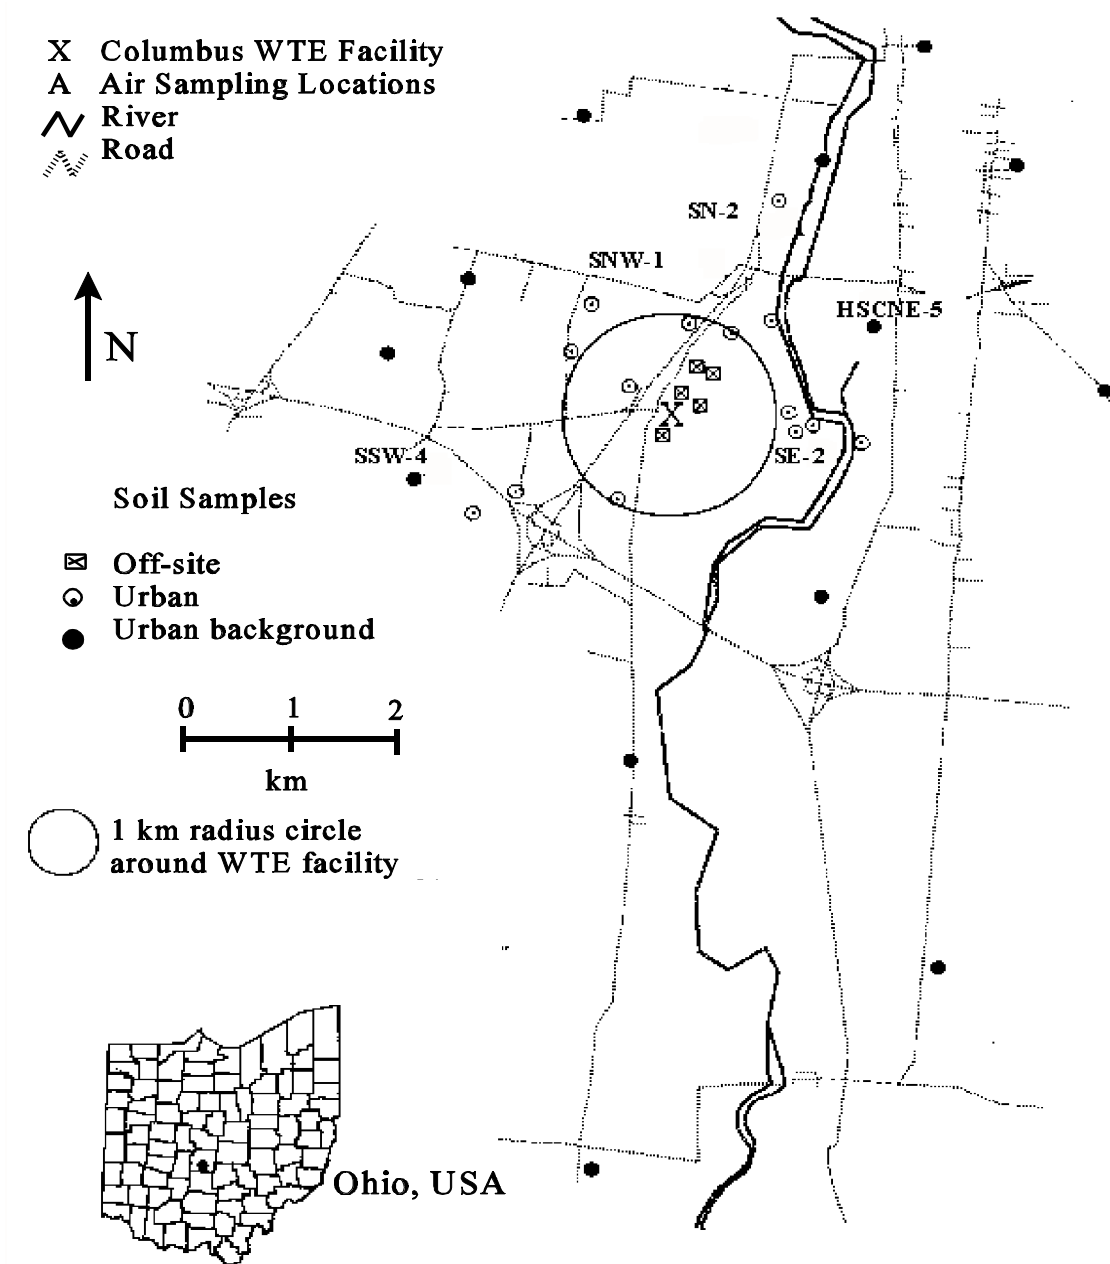 X Columbus WTE Facility
A Air Sampling Locations
River
Road
SN-2
SNW-1
N
HSCNE-5
X
SSW-4
SE-2
Soil Samples
Off-site
Urban
Urban background
0 1 2
km
1 km radius circle
around WTE facility
Ohio, USA